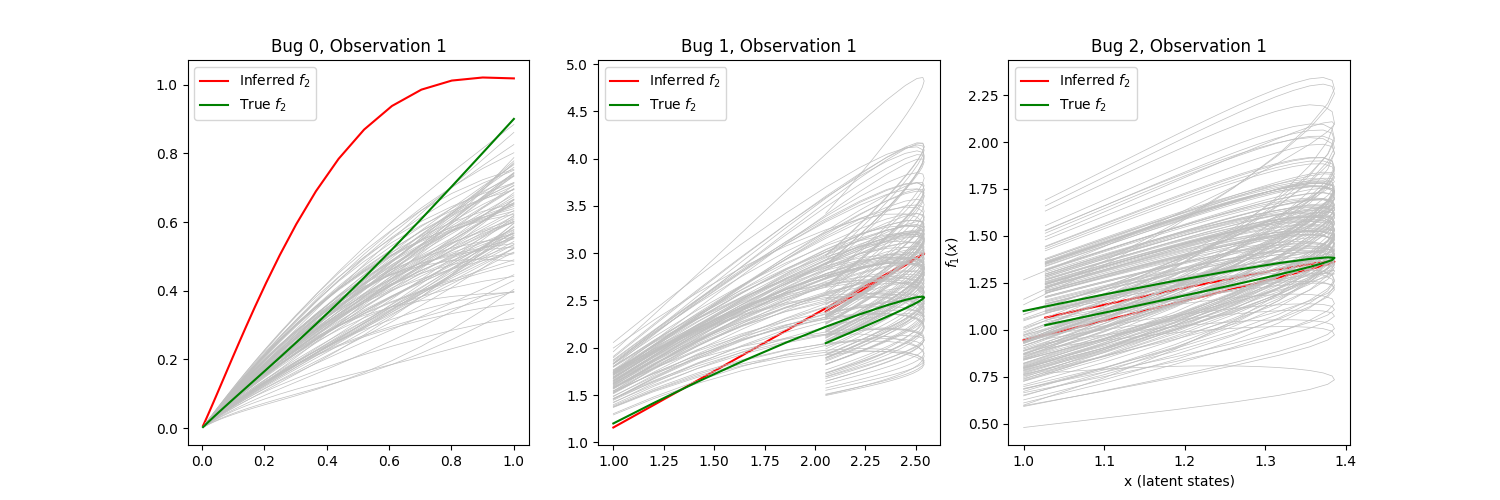 Bug 0, Observation 1
Inferred f₂
True f₂
1.0
0.8
0.6
0.4
0.2
0.0
0.0 0.2 0.4 0.6 0.8 1.0
Bug 1, Observation 1
Inferred f₂
True f₂
5.0
4.5
4.0
3.5
3.0
2.5
2.0
1.5
1.0
1.00 1.25 1.50 1.75 2.00 2.25 2.50
Bug 2, Observation 1
Inferred f₂
True f₂
f₁(x)
2.25
2.00
1.75
1.50
1.25
1.00
0.75
0.50
1.0 1.1 1.2 1.3 1.4
x (latent states)